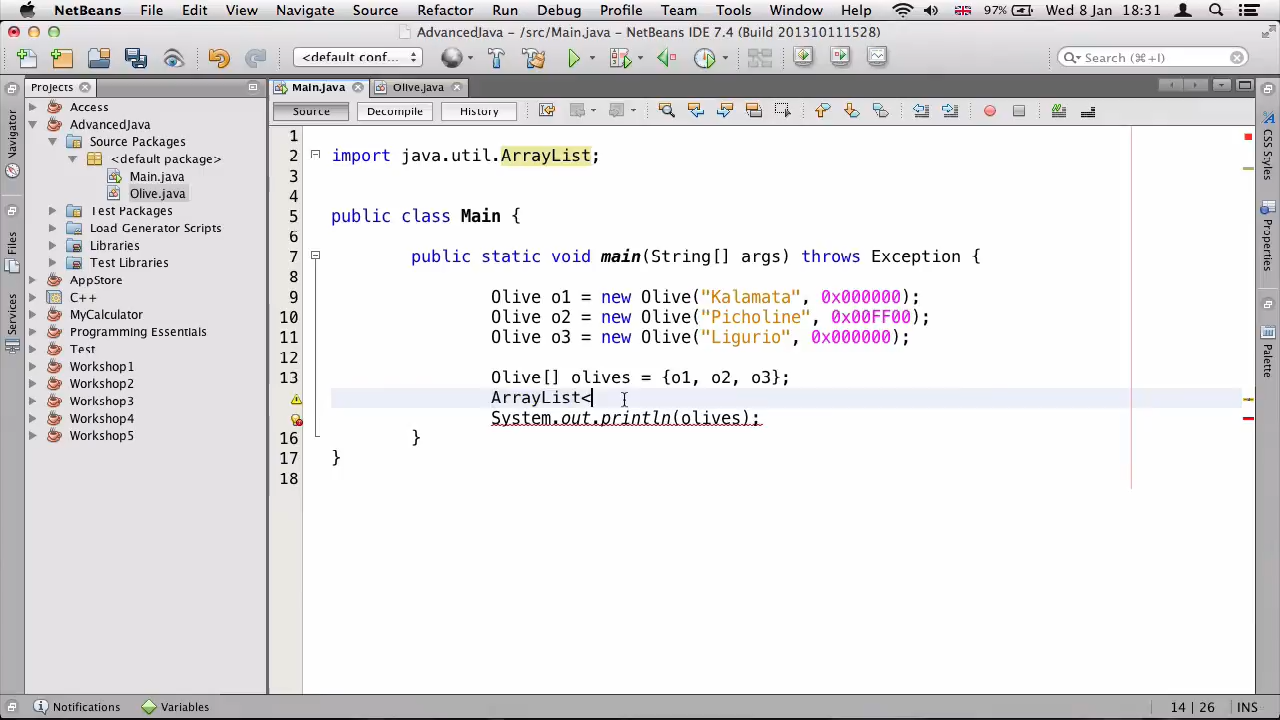 NetBeans File Edit View Navigate Source Refactor Run Debug Profile Team Tools Window Help 97% Wed 8 Jan 18:31
AdvancedJava - /src/Main.java - NetBeans IDE 7.4 (Build 201310111528)
<default conf... Search (⌘+I)
Projects Main.java Olive.java
Source Decompile History
Navigator
Files
Services
Access
AdvancedJava
Source Packages
<default package>
Main.java
Olive.java
Test Packages
Load Generator Scripts
Libraries
Test Libraries
AppStore
C++
MyCalculator
Programming Essentials
Test
Workshop1
Workshop2
Workshop3
Workshop4
Workshop5
1
2 import java.util.ArrayList;
3
4
5 public class Main {
6
7 public static void main(String[] args) throws Exception {
8
9 Olive o1 = new Olive("Kalamata", 0x000000);
10 Olive o2 = new Olive("Picholine", 0x00FF00);
11 Olive o3 = new Olive("Ligurio", 0x000000);
12
13 Olive[] olives = {o1, o2, o3};
ArrayList<
System.out.println(olives);
16 }
17 }
18
CSS Styles
Properties
Palette
Notifications Variables 14 | 26 INS